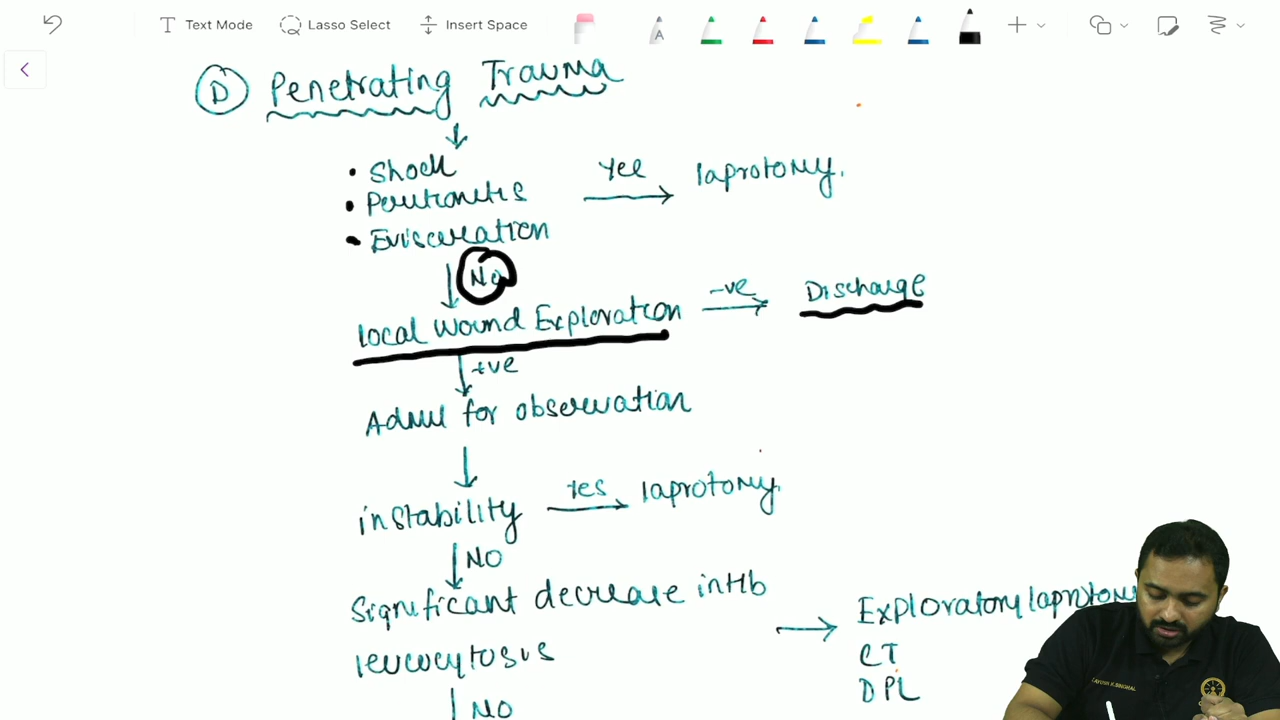 Text Mode Lasso Select Insert Space
D Penetrating Trauma
• Shock
• Peritonitis
• Evisceration
Yes
laprotomy.
No
Local Wound Exploration
-ve
Discharge
+ve
Admit for observation
instability
Yes
laprotomy.
NO
Significant decrease in Hb
leucocytosis
Exploratory laprotomy
CT
DPL
NO